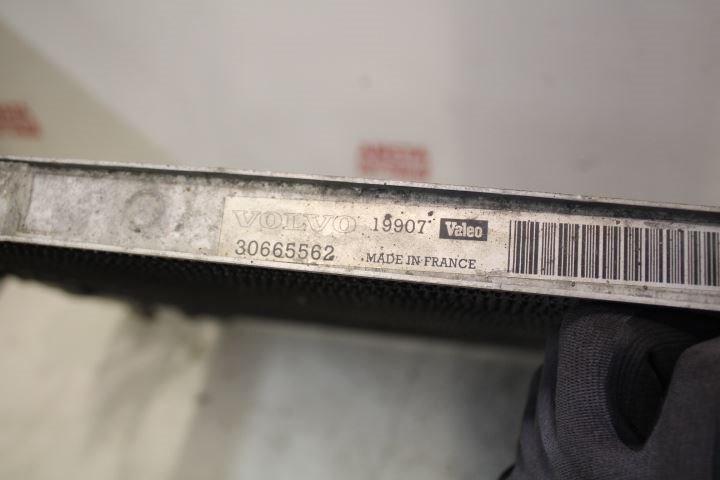 VOLVO 19907 Valeo
30665562 MADE IN FRANCE